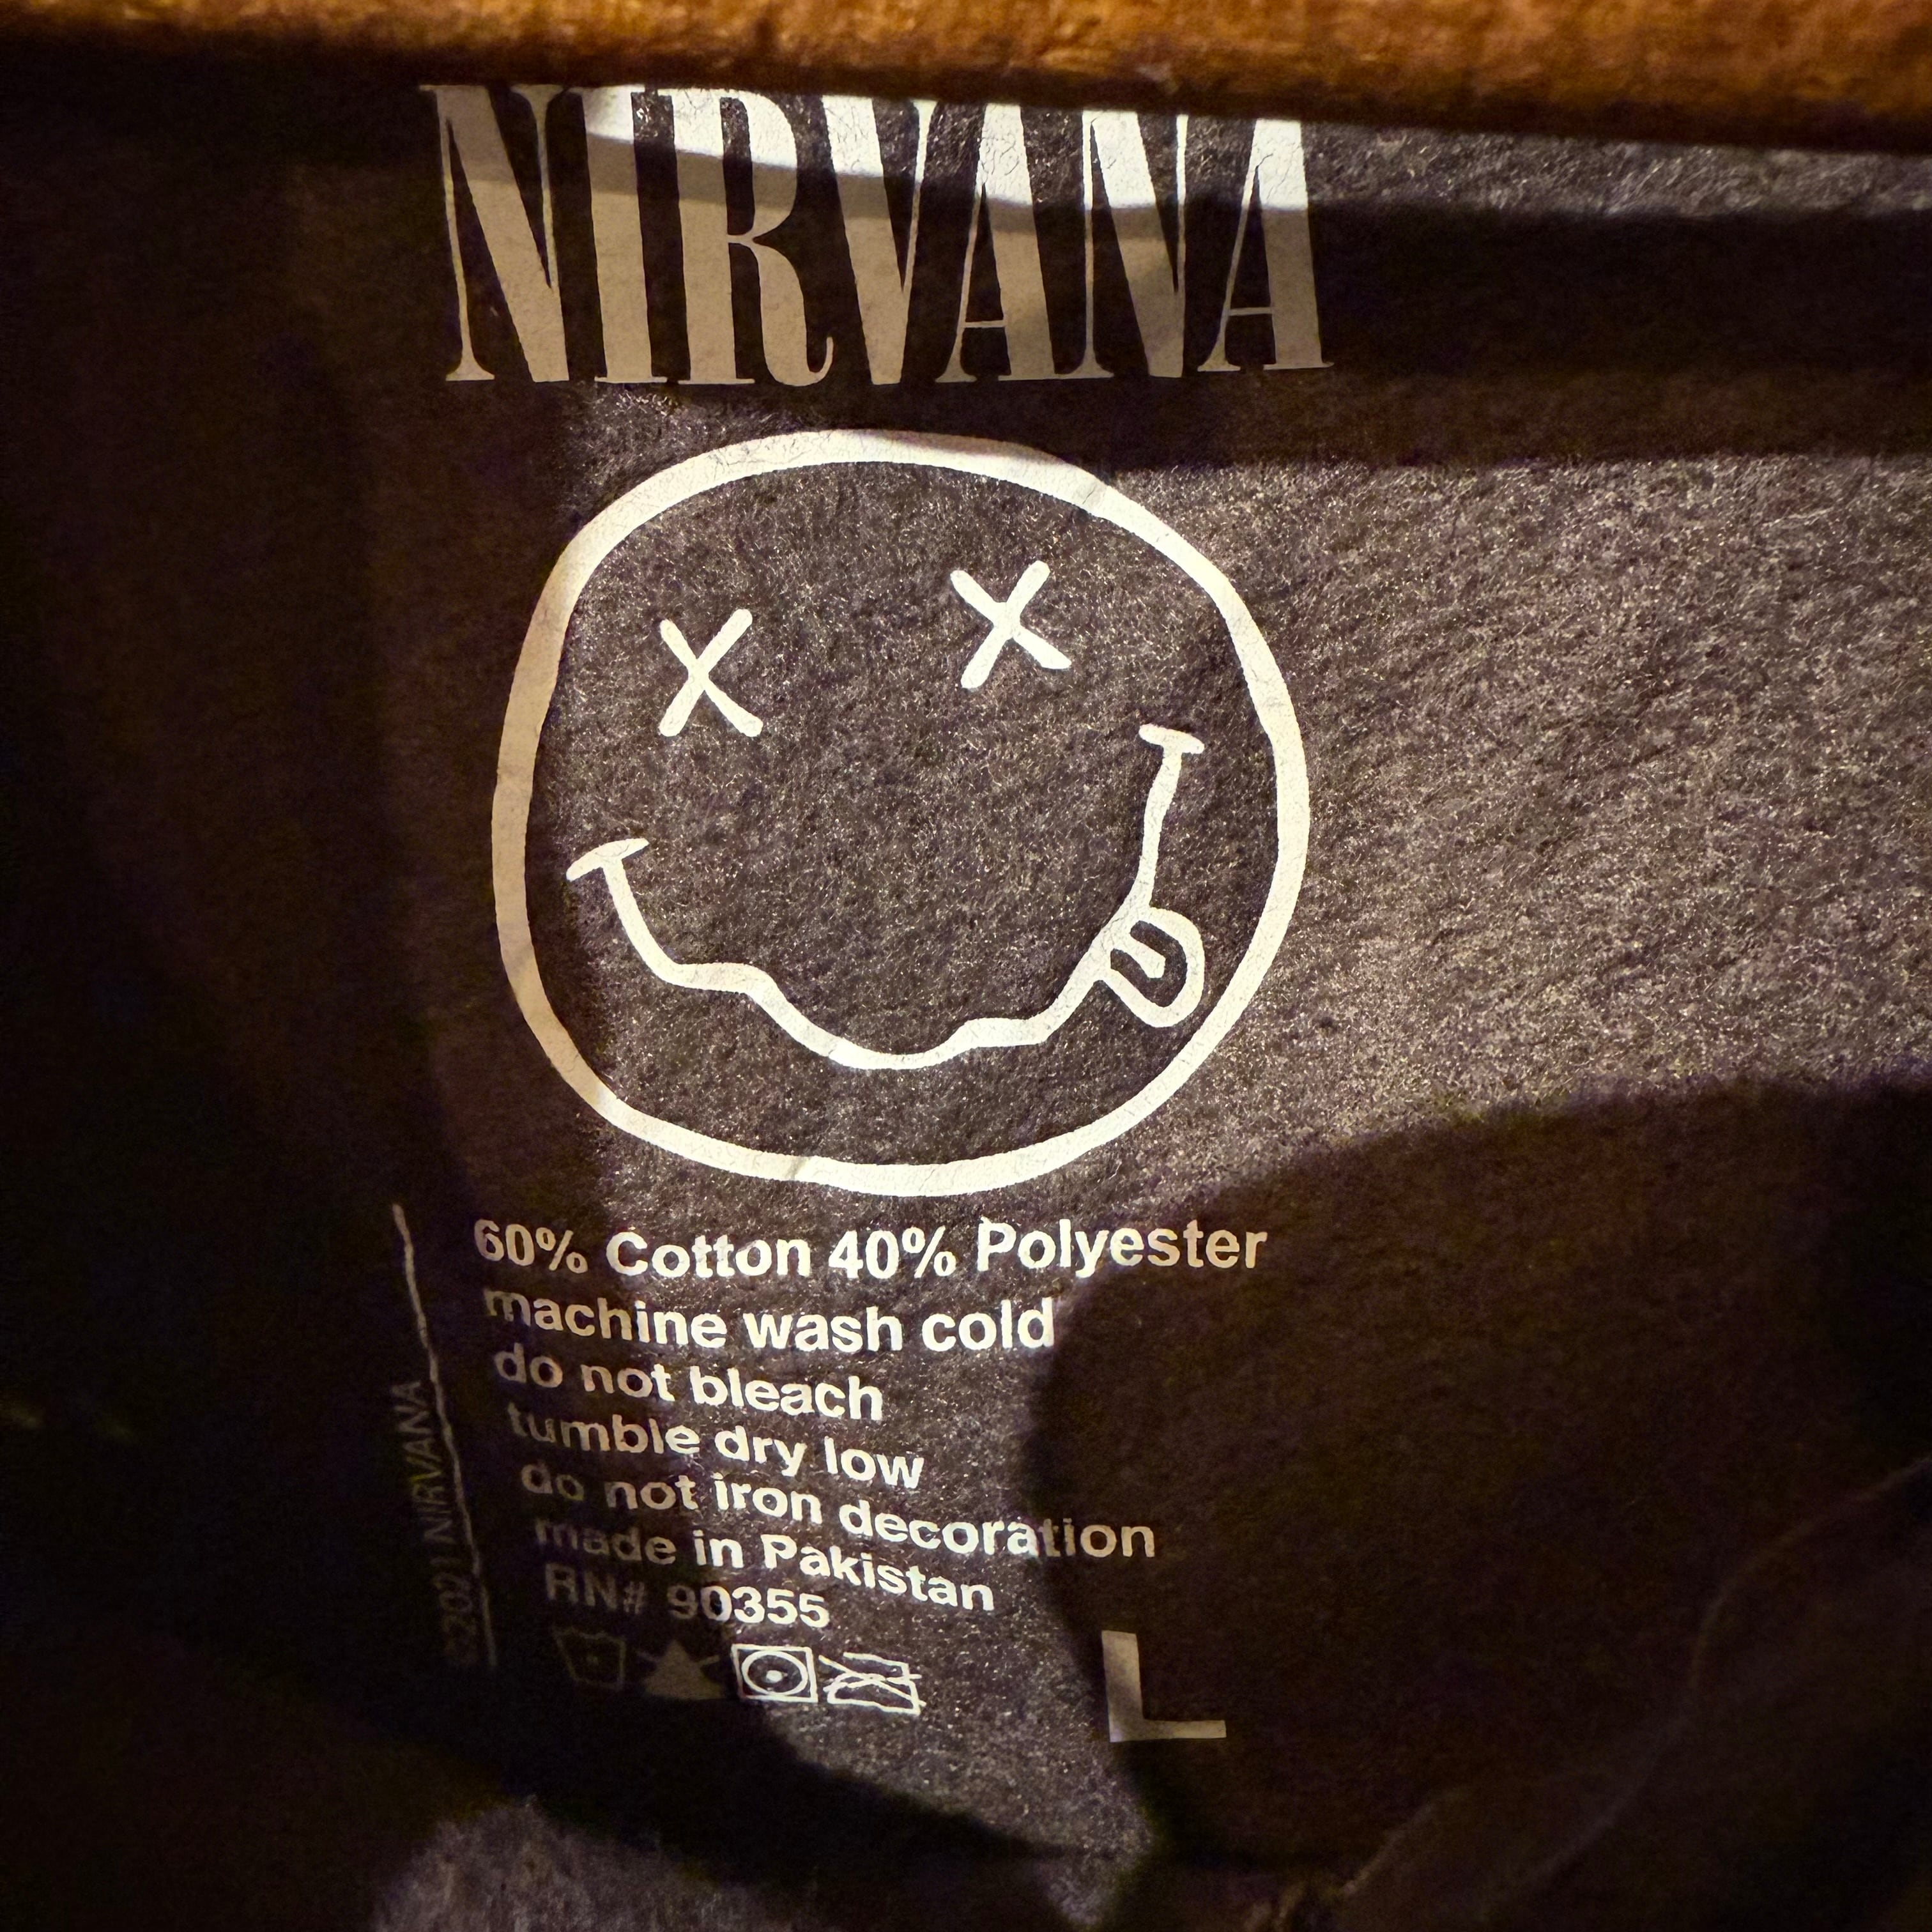 NIRVANA
60% Cotton 40% Polyester
machine wash cold
do not bleach
tumble dry low
do not iron decoration
made in Pakistan
RN# 90355
L
©2021 NIRVANA